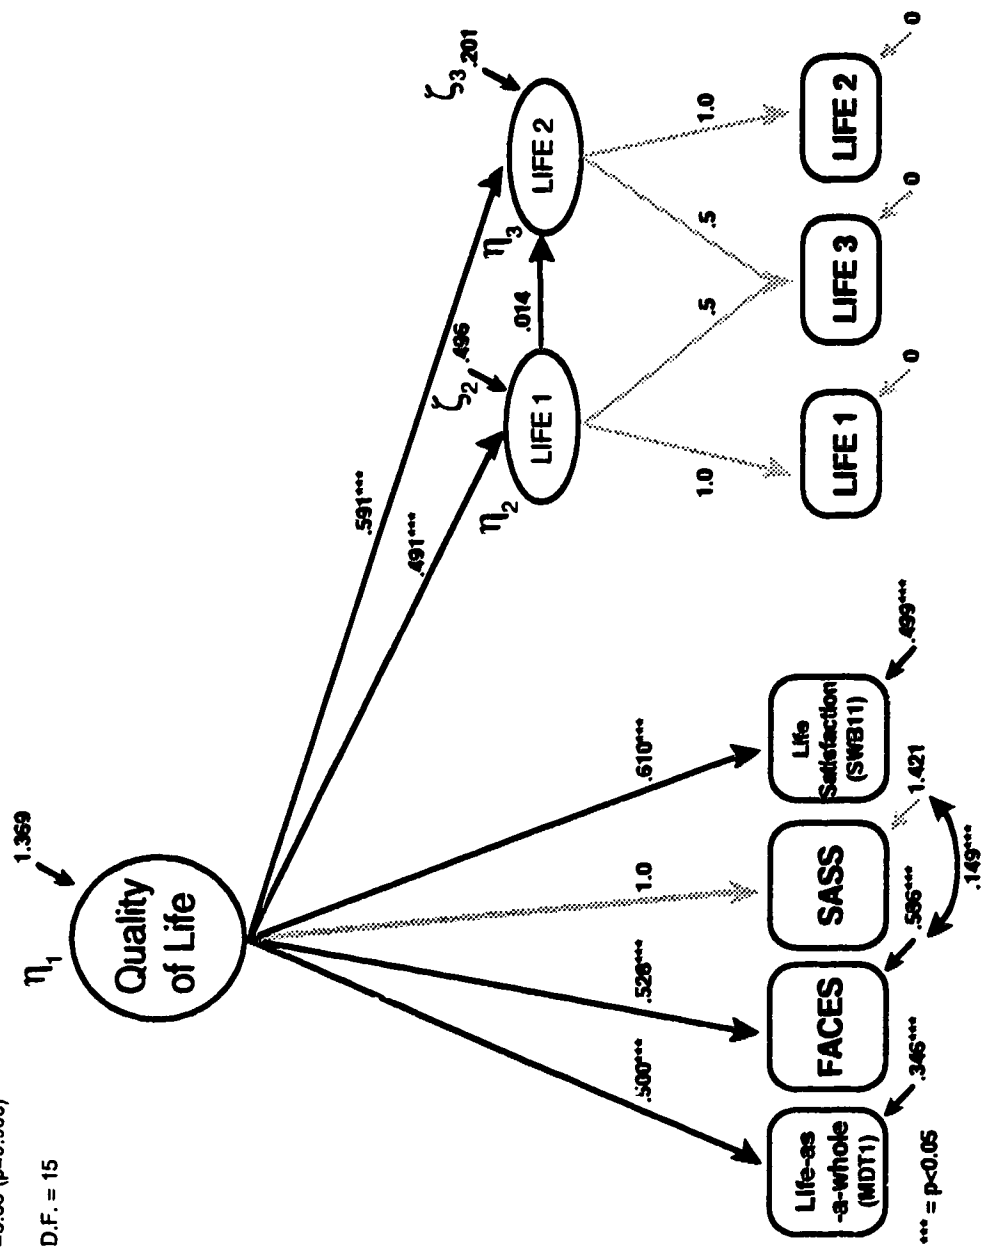 D.F. = 15
η1
1.369
Quality
of Life
.591***
.491***
ζ2
.496
ζ3
.201
η2
LIFE 1
.014
η3
LIFE 2
.500***
.528***
1.0
.610***
1.0
.5
.5
1.0
Life-as
-a-whole
(MDT1)
FACES
SASS
Life
Satisfaction
(SWB11)
LIFE 1
LIFE 3
LIFE 2
.346***
.586***
1.421
.499***
0
0
0
.149***
*** = p<0.05